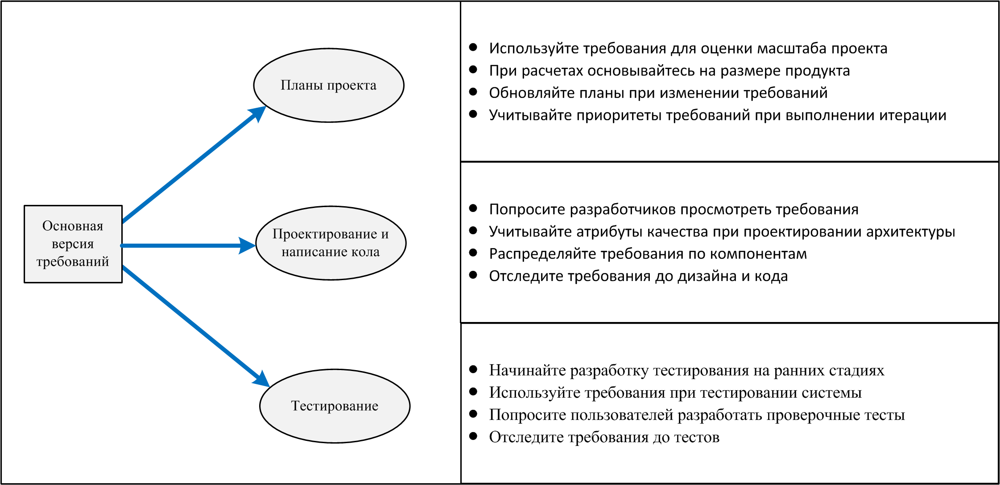 Планы проекта
● Используйте требования для оценки масштаба проекта
● При расчетах основывайтесь на размере продукта
● Обновляйте планы при изменении требований
● Учитывайте приоритеты требований при выполнении итерации
Основная
версия
требований
Проектирование и
написание кола
● Попросите разработчиков просмотреть требования
● Учитывайте атрибуты качества при проектировании архитектуры
● Распределяйте требования по компонентам
● Отследите требования до дизайна и кода
Тестирование
● Начинайте разработку тестирования на ранних стадиях
● Используйте требования при тестировании системы
● Попросите пользователей разработать проверочные тесты
● Отследите требования до тестов